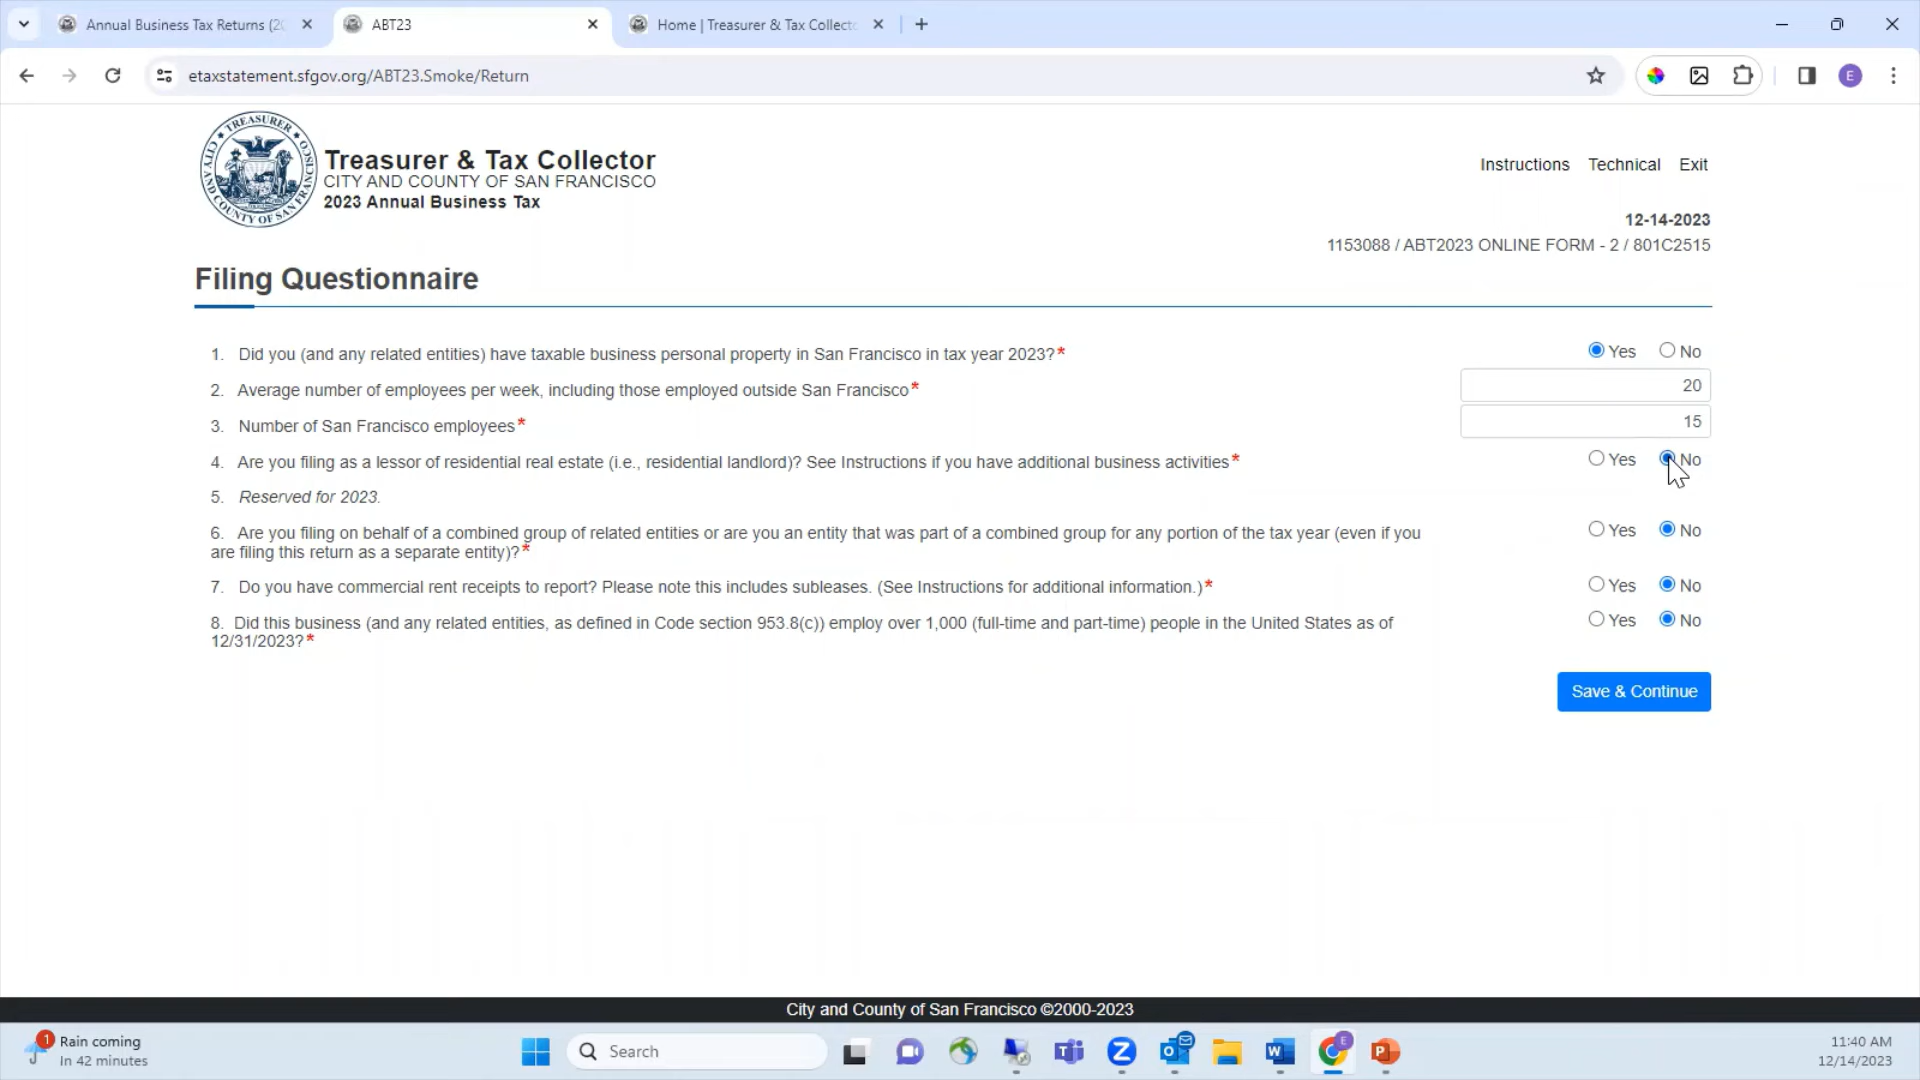 Annual Business Tax Returns (20
ABT23
Home | Treasurer & Tax Collecto
etaxstatement.sfgov.org/ABT23.Smoke/Return
E
TREASURER
CITY AND COUNTY OF SAN FRANCISCO
Treasurer & Tax Collector
CITY AND COUNTY OF SAN FRANCISCO
2023 Annual Business Tax
Instructions Technical Exit
12-14-2023
1153088 / ABT2023 ONLINE FORM - 2 / 801C2515
Filing Questionnaire
1. Did you (and any related entities) have taxable business personal property in San Francisco in tax year 2023?* Yes No
2. Average number of employees per week, including those employed outside San Francisco* 20
3. Number of San Francisco employees* 15
4. Are you filing as a lessor of residential real estate (i.e., residential landlord)? See Instructions if you have additional business activities* Yes No
5. Reserved for 2023.
6. Are you filing on behalf of a combined group of related entities or are you an entity that was part of a combined group for any portion of the tax year (even if you Yes No
are filing this return as a separate entity)?*
7. Do you have commercial rent receipts to report? Please note this includes subleases. (See Instructions for additional information.)* Yes No
8. Did this business (and any related entities, as defined in Code section 953.8(c)) employ over 1,000 (full-time and part-time) people in the United States as of Yes No
12/31/2023?*
Save & Continue
City and County of San Francisco ©2000-2023
1
Rain coming
In 42 minutes
Search
T
Z
O
W
E
P
11:40 AM
12/14/2023